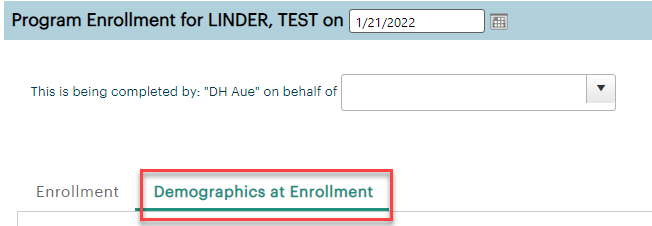 Program Enrollment for LINDER, TEST on 1/21/2022
This is being completed by: "DH Aue" on behalf of
Enrollment Demographics at Enrollment